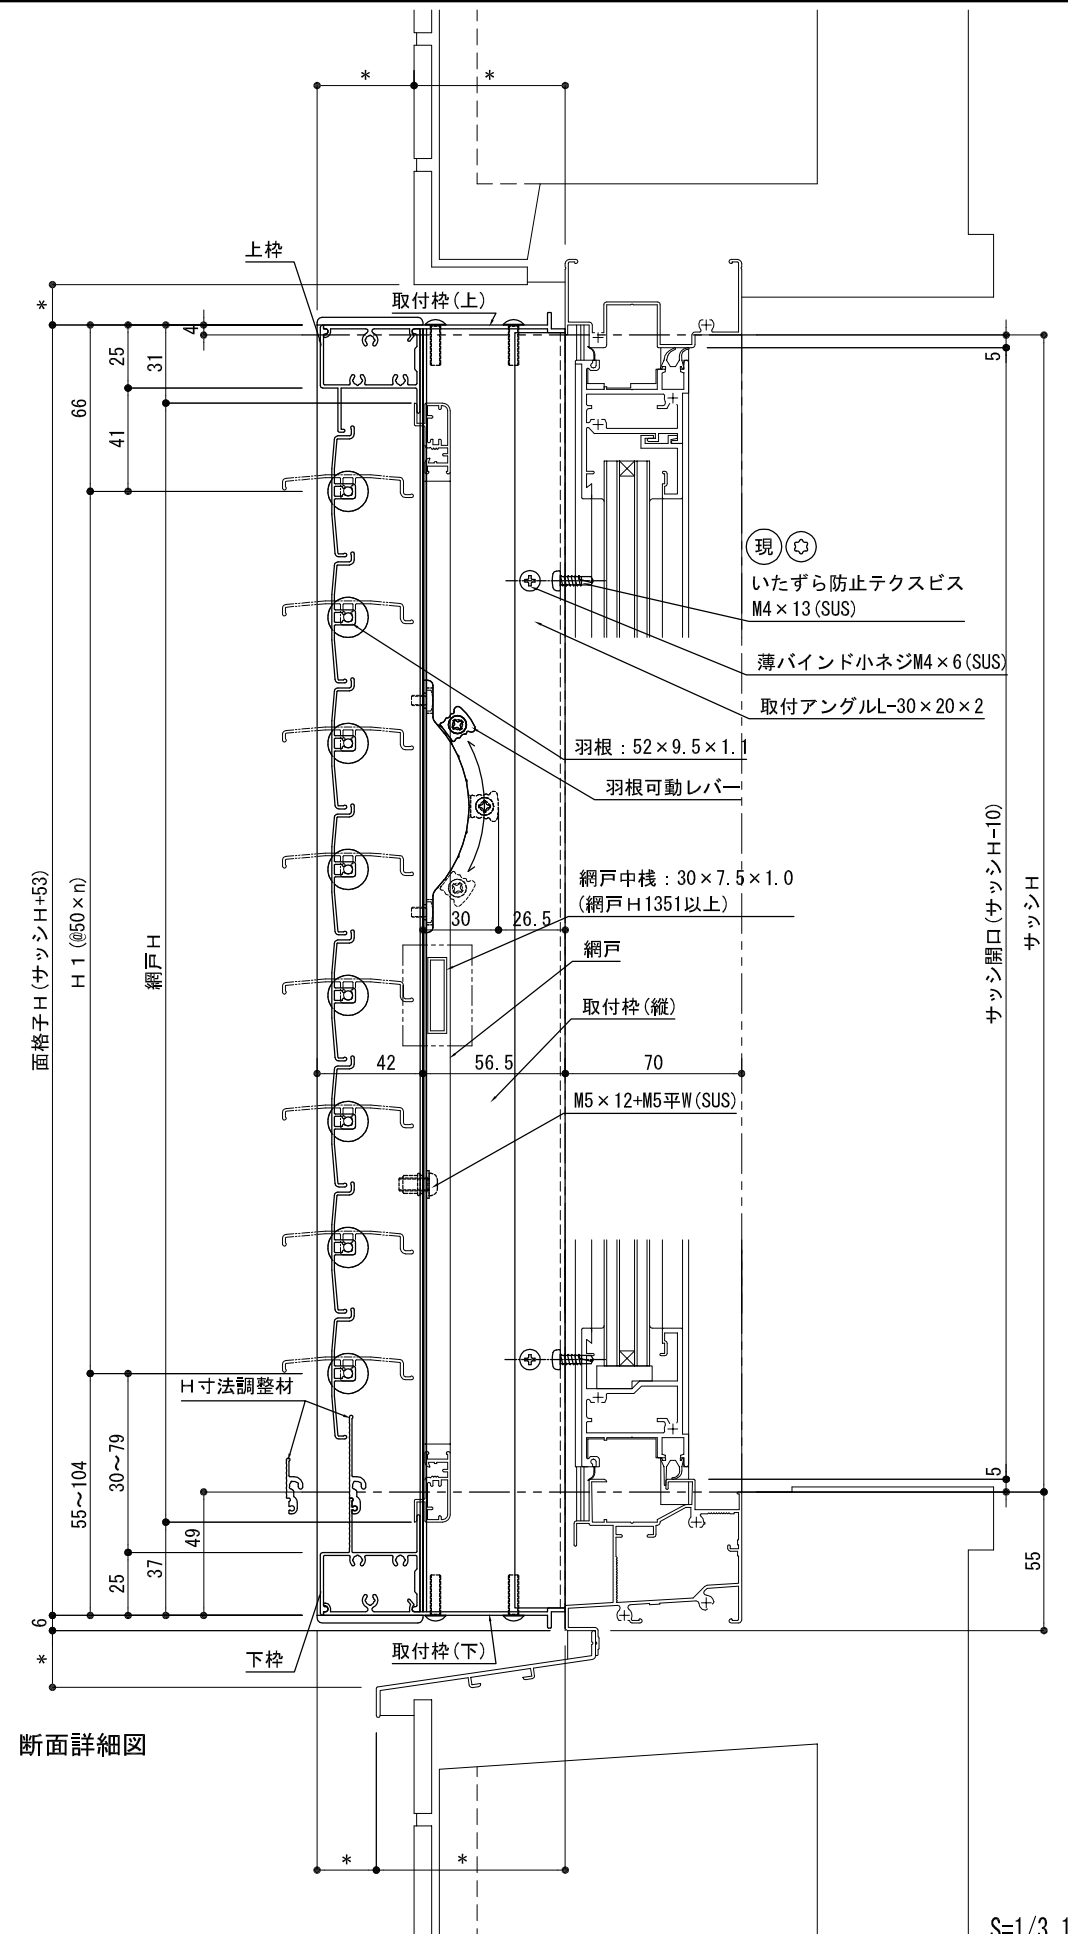 *
*
上枠
取付枠(上)
*
4
25
31
66
41
5
現
いたずら防止テクスビス
M4×13(SUS)
薄バインド小ネジM4×6(SUS)
取付アングルL-30×20×2
羽根：52×9.5×1.1
羽根可動レバー
網戸中桟：30×7.5×1.0
(網戸H1351以上)
30
26.5
網戸
取付枠(縦)
42
56.5
70
M5×12+M5平W(SUS)
面格子H(サッシH+53)
H1(@50×n)
網戸H
サッシ開口(サッシH-10)
サッシH
H寸法調整材
55～104
30～79
49
37
25
5
55
6
*
下枠
取付枠(下)
断面詳細図
*
*
S=1/3